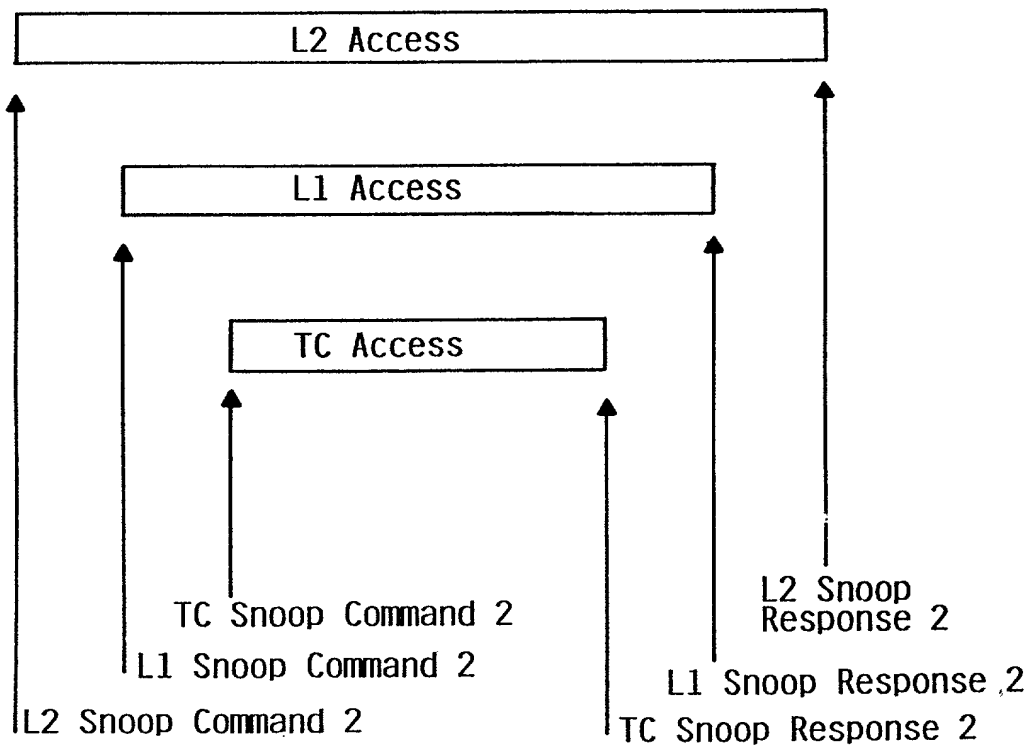 L2 Access
L1 Access
TC Access
L2 Snoop
Response 2
TC Snoop Command 2
L1 Snoop Command 2
L1 Snoop Response 2
L2 Snoop Command 2
TC Snoop Response 2